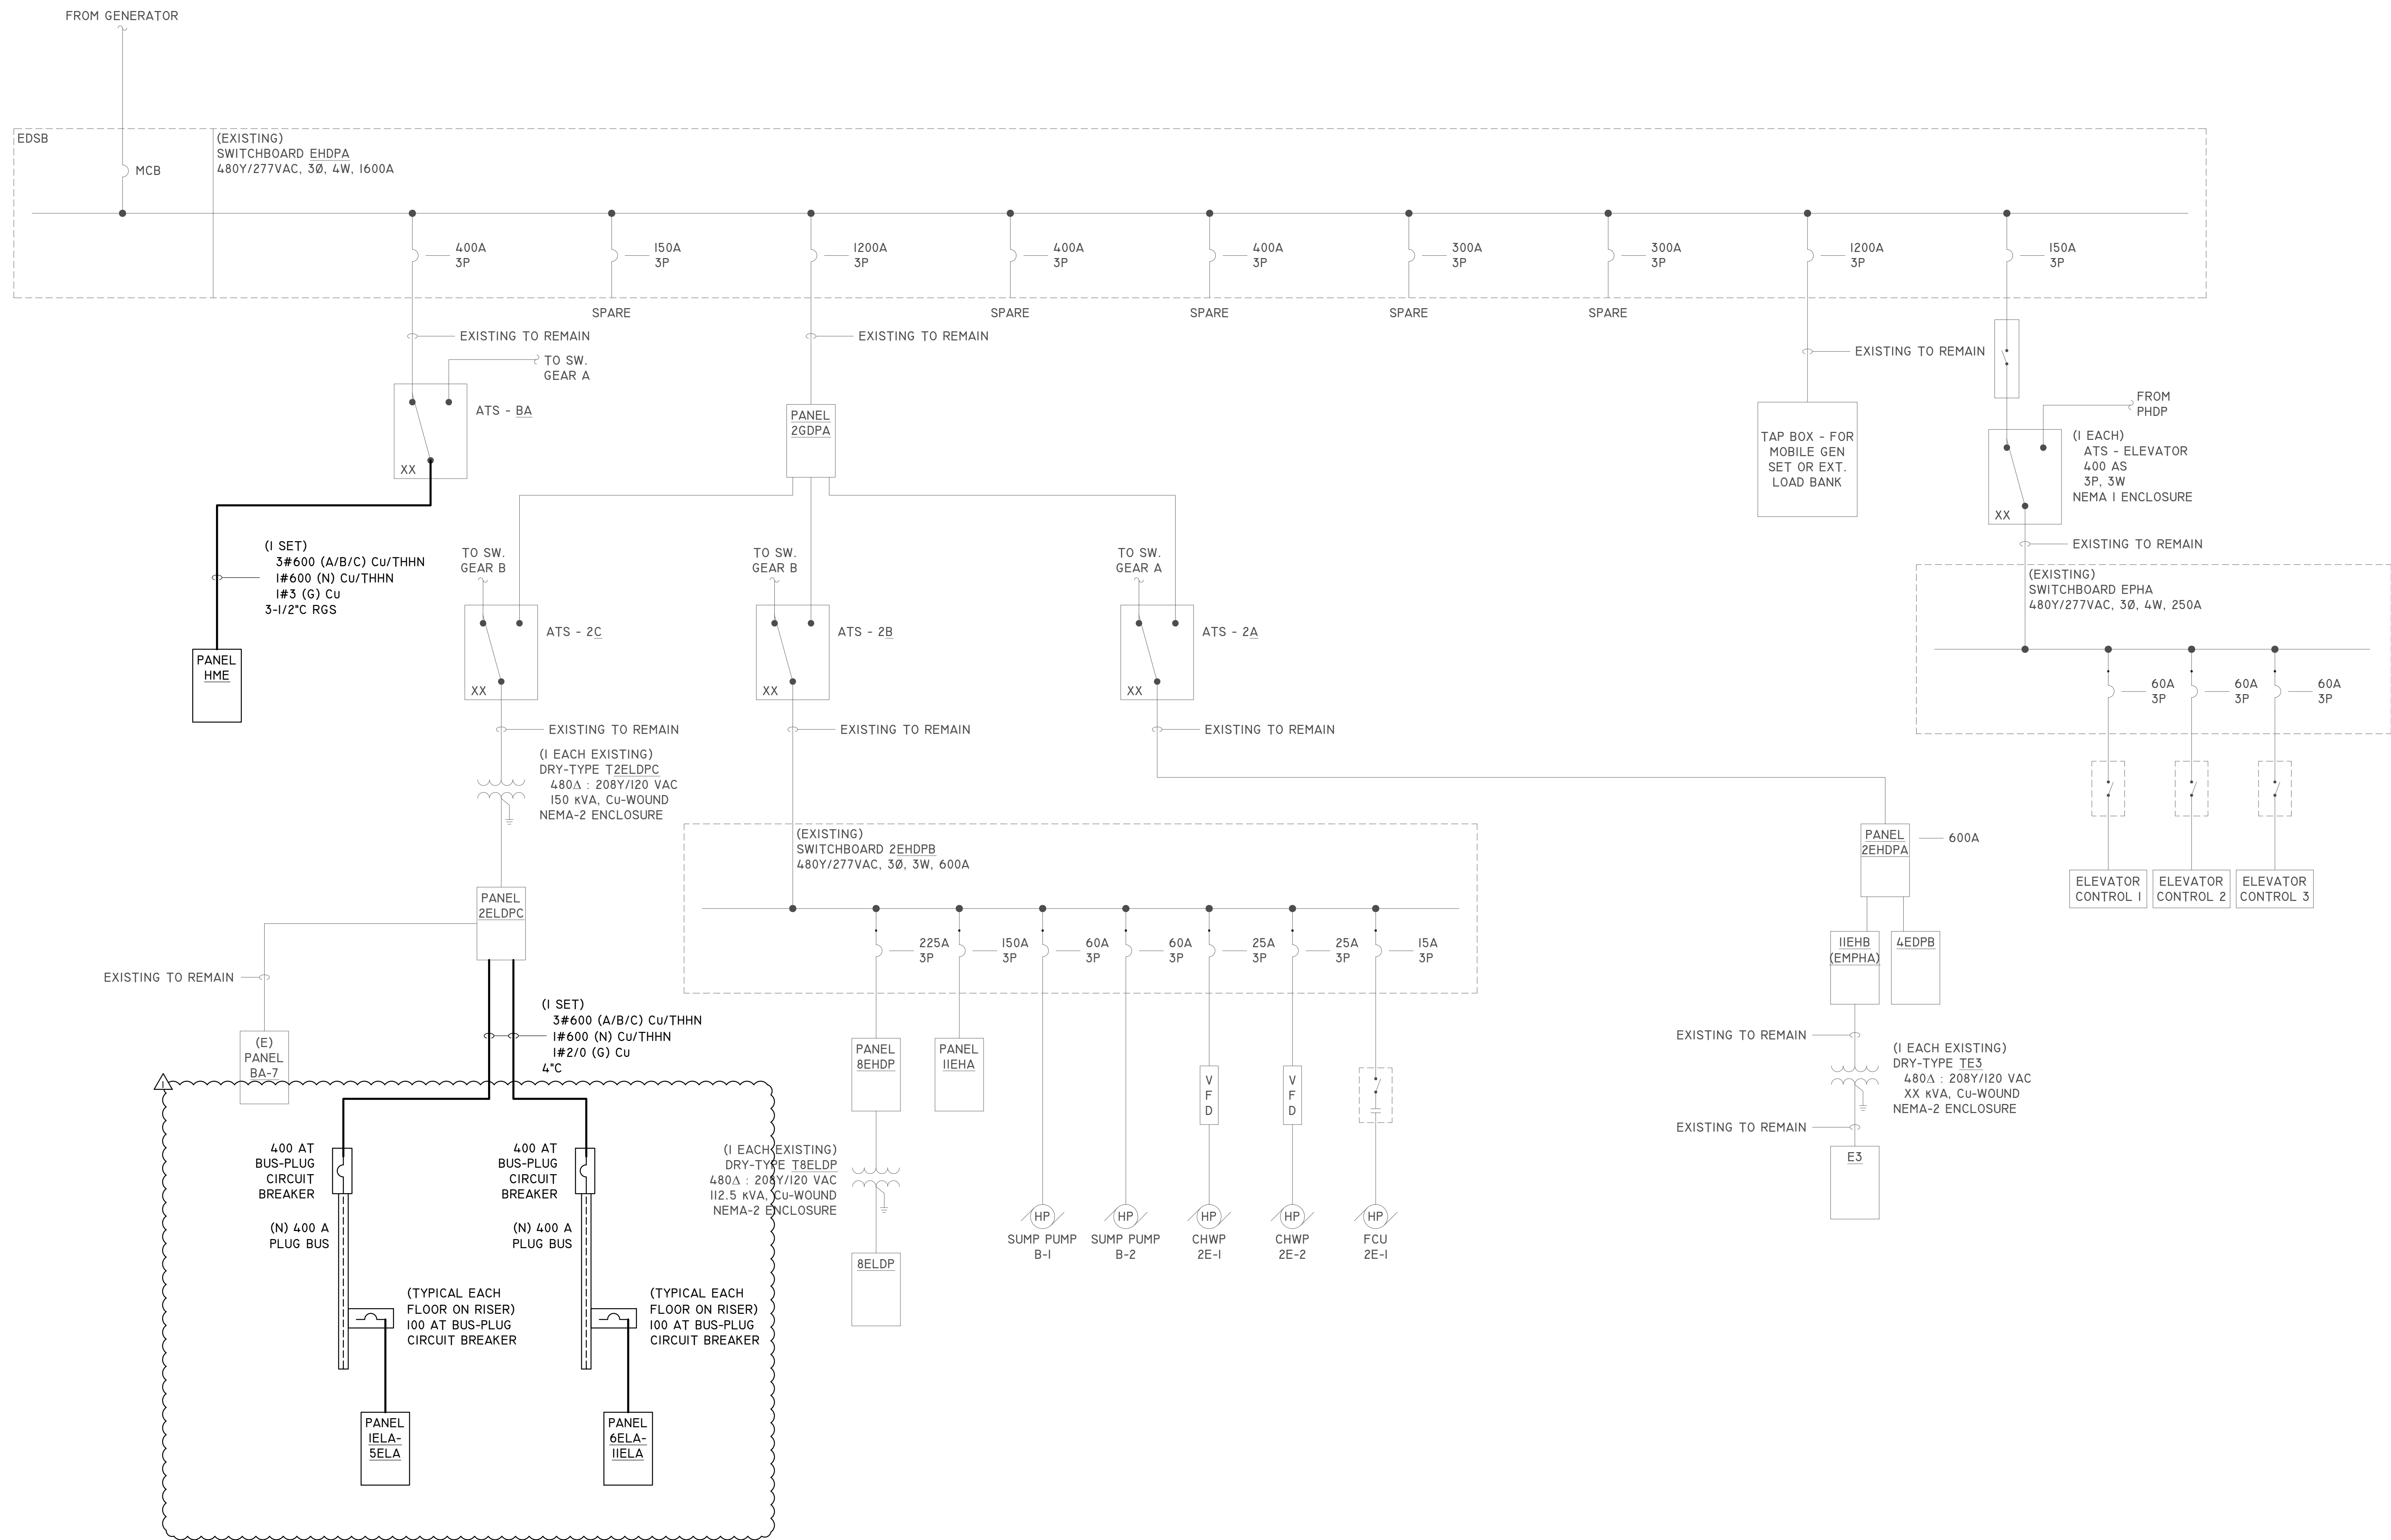 FROM GENERATOR
EDSB
(EXISTING)
SWITCHBOARD EHDPA
480Y/277VAC, 3Ø, 4W, 1600A
MCB
400A
3P
150A
3P
1200A
3P
400A
3P
400A
3P
300A
3P
300A
3P
1200A
3P
150A
3P
SPARE
SPARE
SPARE
SPARE
SPARE
EXISTING TO REMAIN
EXISTING TO REMAIN
EXISTING TO REMAIN
TO SW.
GEAR A
ATS - BA
XX
PANEL
2GDPA
TAP BOX - FOR
MOBILE GEN
SET OR EXT.
LOAD BANK
FROM
PHDP
(1 EACH)
ATS - ELEVATOR
400 AS
3P, 3W
NEMA 1 ENCLOSURE
XX
EXISTING TO REMAIN
(1 SET)
3#600 (A/B/C) Cu/THHN
1#600 (N) Cu/THHN
1#3 (G) Cu
3-1/2"C RGS
PANEL
HME
TO SW.
GEAR B
ATS - 2C
XX
TO SW.
GEAR B
ATS - 2B
XX
TO SW.
GEAR A
ATS - 2A
XX
(EXISTING)
SWITCHBOARD EPHA
480Y/277VAC, 3Ø, 4W, 250A
60A
3P
60A
3P
60A
3P
ELEVATOR
CONTROL 1
ELEVATOR
CONTROL 2
ELEVATOR
CONTROL 3
EXISTING TO REMAIN
EXISTING TO REMAIN
EXISTING TO REMAIN
(1 EACH EXISTING)
DRY-TYPE T2ELDPC
480Δ : 208Y/120 VAC
150 KVA, Cu-WOUND
NEMA-2 ENCLOSURE
(EXISTING)
SWITCHBOARD 2EHDPB
480Y/277VAC, 3Ø, 3W, 600A
225A
3P
150A
3P
60A
3P
60A
3P
25A
3P
25A
3P
15A
3P
PANEL
2EHDPA
600A
11EHB
(EMPHA)
4EDPB
EXISTING TO REMAIN
(1 EACH EXISTING)
DRY-TYPE TE3
480Δ : 208Y/120 VAC
XX KVA, Cu-WOUND
NEMA-2 ENCLOSURE
EXISTING TO REMAIN
E3
PANEL
2ELDPC
EXISTING TO REMAIN
(E)
PANEL
BA-7
(1 SET)
3#600 (A/B/C) Cu/THHN
1#600 (N) Cu/THHN
1#2/0 (G) Cu
4"C
1
PANEL
8EHDP
PANEL
11EHA
V
F
D
V
F
D
(1 EACH EXISTING)
DRY-TYPE T8ELDP
480Δ : 208Y/120 VAC
112.5 KVA, Cu-WOUND
NEMA-2 ENCLOSURE
8ELDP
HP
SUMP PUMP
B-1
HP
SUMP PUMP
B-2
HP
CHWP
2E-1
HP
CHWP
2E-2
HP
FCU
2E-1
400 AT
BUS-PLUG
CIRCUIT
BREAKER
(N) 400 A
PLUG BUS
(TYPICAL EACH
FLOOR ON RISER)
100 AT BUS-PLUG
CIRCUIT BREAKER
PANEL
1ELA-
5ELA
400 AT
BUS-PLUG
CIRCUIT
BREAKER
(N) 400 A
PLUG BUS
(TYPICAL EACH
FLOOR ON RISER)
100 AT BUS-PLUG
CIRCUIT BREAKER
PANEL
6ELA-
11ELA